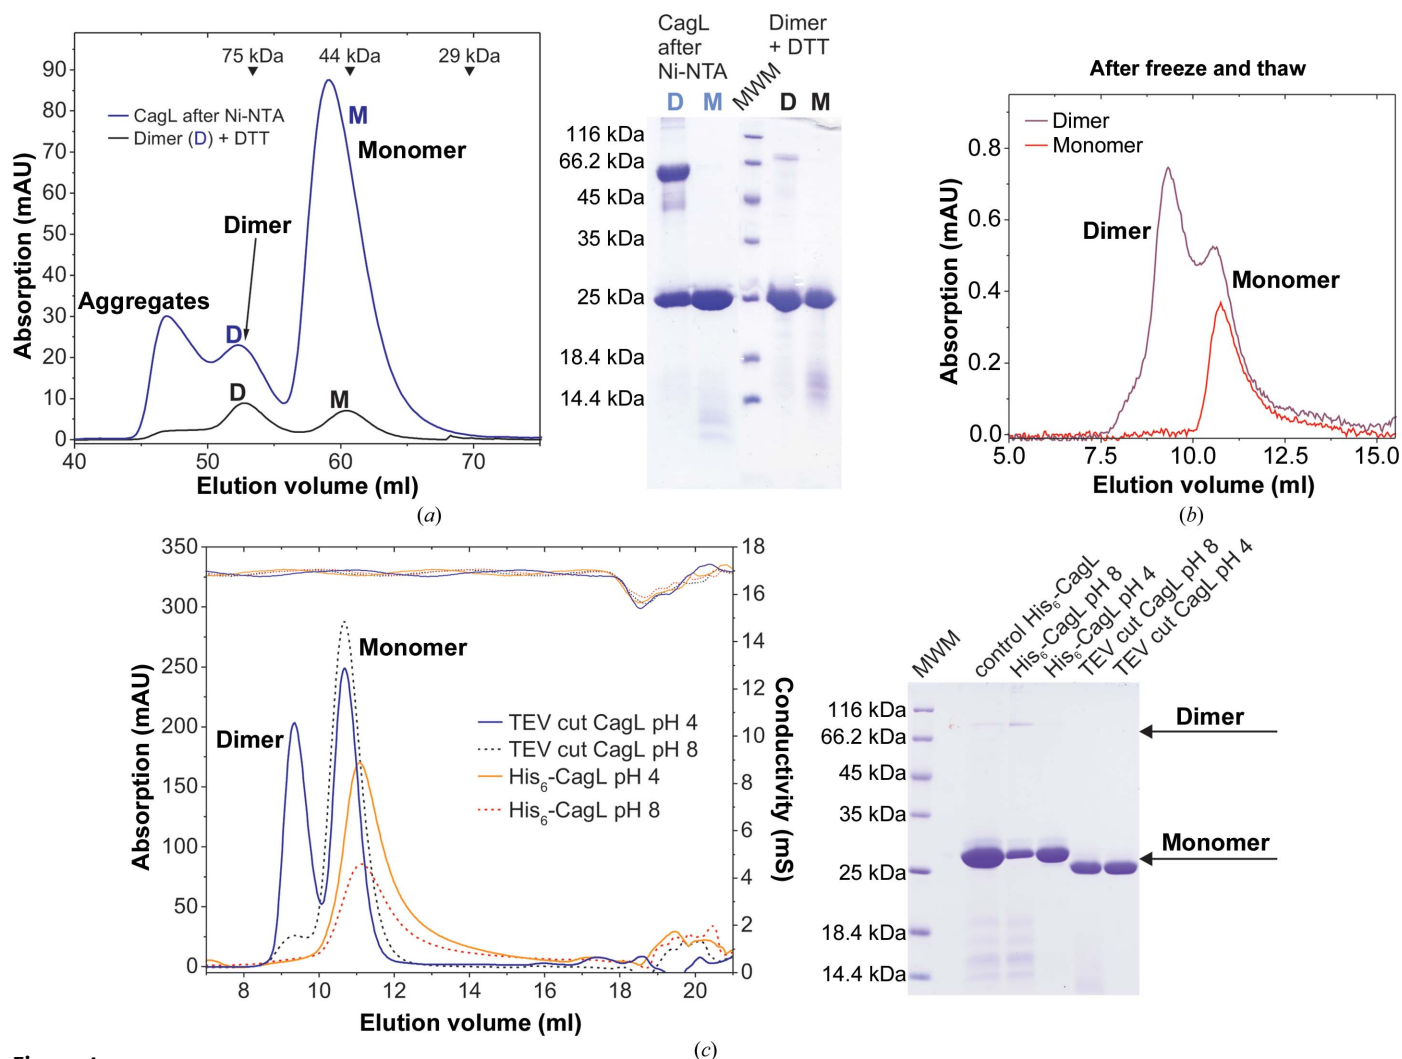 75 kDa 44 kDa 29 kDa
90
80
70
60
50
40
30
20
10
0
Absorption (mAU)
CagL after Ni-NTA
Dimer (D) + DTT
M
Monomer
Dimer
Aggregates
D
D
M
40 50 60 70
Elution volume (ml)
(a)
CagL
after
Ni-NTA
Dimer
+ DTT
D M MWM D M
116 kDa
66.2 kDa
45 kDa
35 kDa
25 kDa
18.4 kDa
14.4 kDa
After freeze and thaw
Dimer
Monomer
0.8
0.6
0.4
0.2
0.0
Absorption (mAU)
Dimer
Monomer
5.0 7.5 10.0 12.5 15.0
Elution volume (ml)
(b)
350
300
250
200
150
100
50
0
Absorption (mAU)
18
16
14
12
10
8
6
4
2
0
Conductivity (mS)
Monomer
Dimer
TEV cut CagL pH 4
TEV cut CagL pH 8
His6-CagL pH 4
His6-CagL pH 8
8 10 12 14 16 18 20
Elution volume (ml)
(c)
MWM
control His6-CagL
His6-CagL pH 8
His6-CagL pH 4
TEV cut CagL pH 8
TEV cut CagL pH 4
116 kDa
66.2 kDa
45 kDa
35 kDa
25 kDa
18.4 kDa
14.4 kDa
Dimer
Monomer